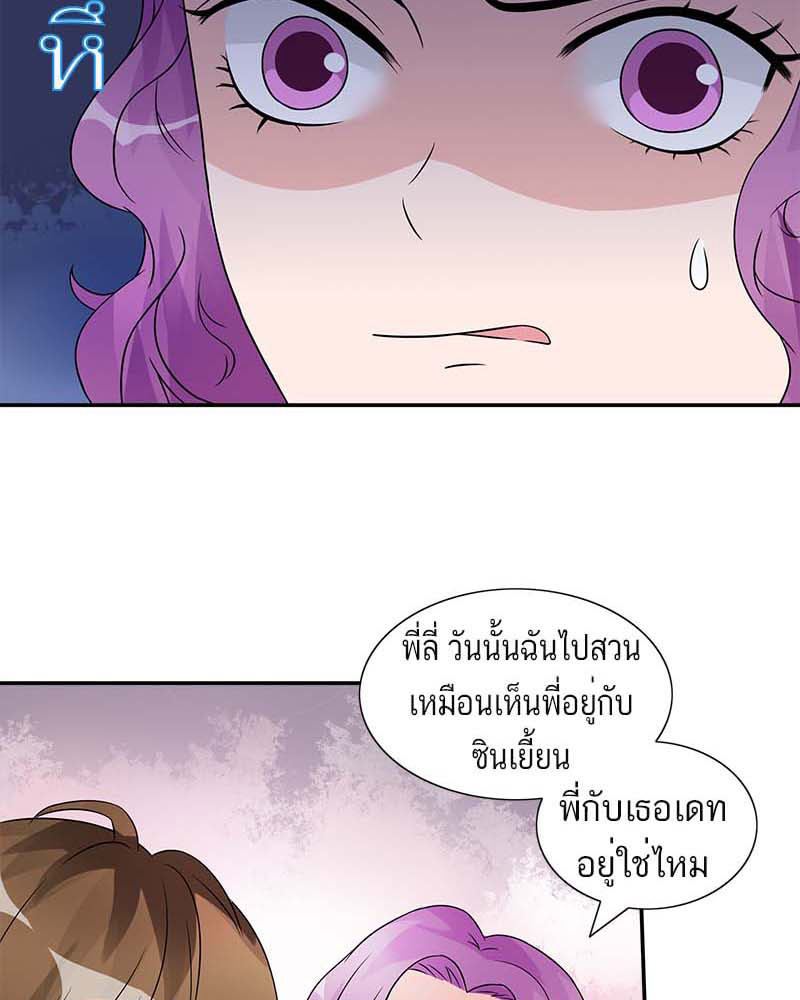 ที
พี่ลี่ วันนั้นฉันไปสวน
เหมือนเห็นพี่อยู่กับ
ซินเยี้ยน
พี่กับเธอเดท
อยู่ใช่ไหม